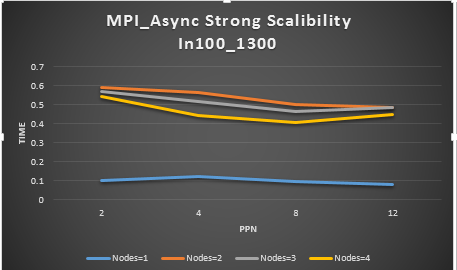 MPI_Async Strong Scalibility
In100_1300
0.7
0.6
0.5
0.4
0.3
0.2
0.1
0
TIME
2 4 8 12
PPN
Nodes=1 Nodes=2 Nodes=3 Nodes=4